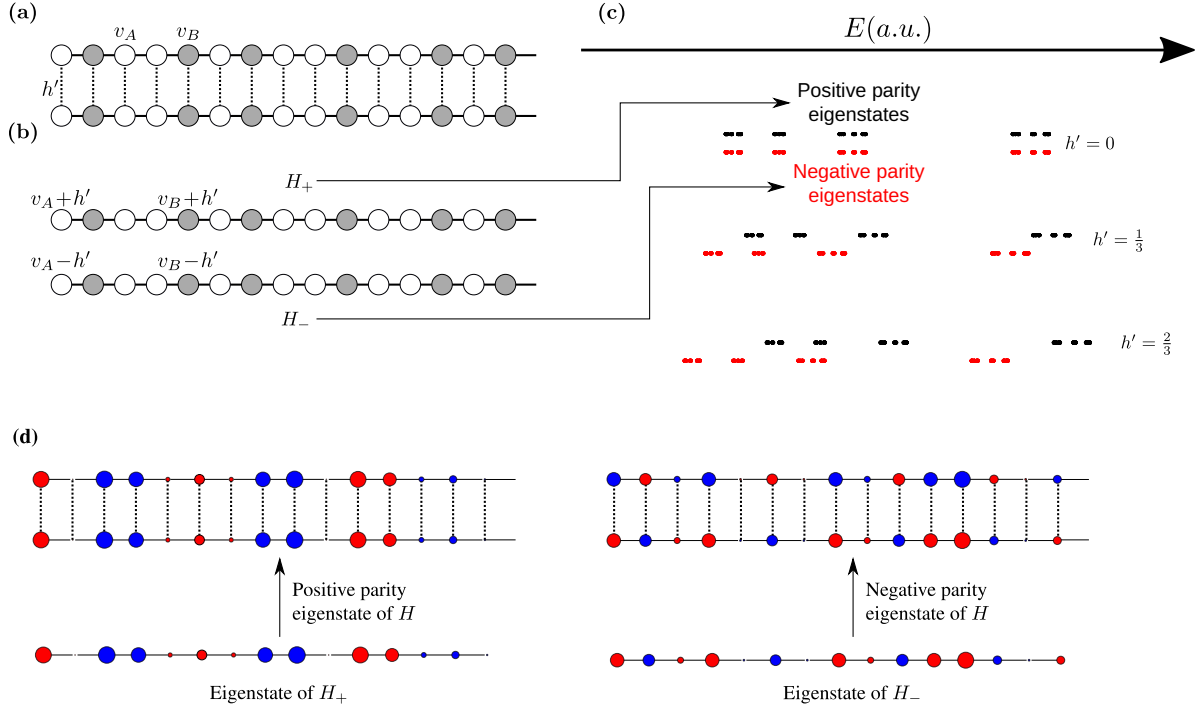 (a)
v_A
v_B
h′
(b)
H_+
v_A+h′
v_B+h′
v_A−h′
v_B−h′
H_−
(c)
E(a.u.)
Positive parity
eigenstates
h′ = 0
Negative parity
eigenstates
h′ = 1/3
h′ = 2/3
(d)
Positive parity
eigenstate of H
Eigenstate of H_+
Negative parity
eigenstate of H
Eigenstate of H_−